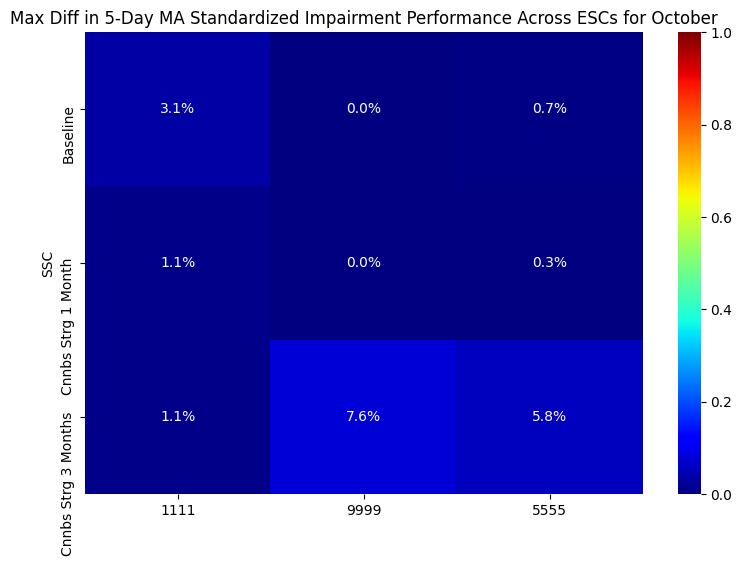 Max Diff in 5-Day MA Standardized Impairment Performance Across ESCs for October
SSC
Baseline
Cnnbs Strg 1 Month
Cnnbs Strg 3 Months
3.1% 0.0% 0.7%
1.1% 0.0% 0.3%
1.1% 7.6% 5.8%
1111 9999 5555
1.0
0.8
0.6
0.4
0.2
0.0